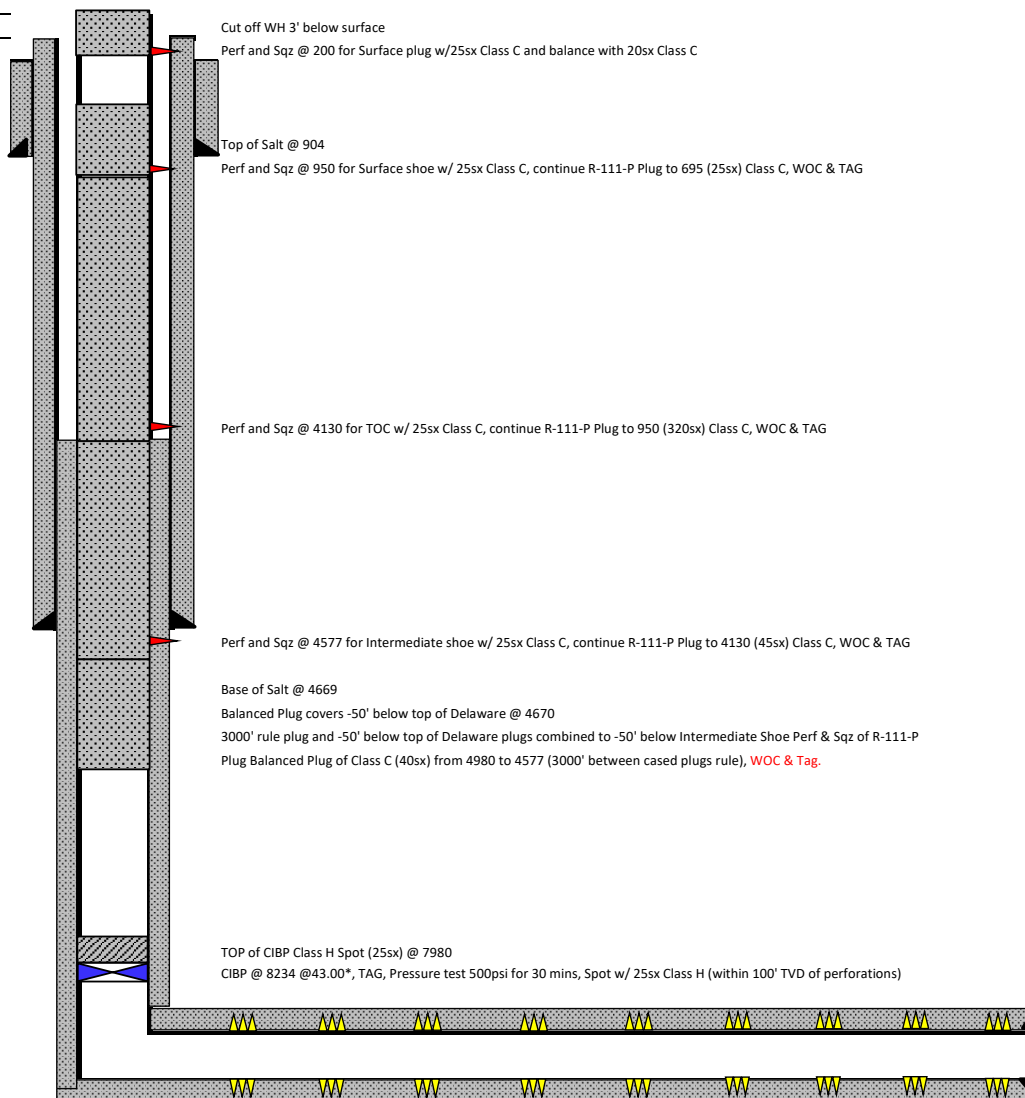 Cut off WH 3' below surface
Perf and Sqz @ 200 for Surface plug w/25sx Class C and balance with 20sx Class C
Top of Salt @ 904
Perf and Sqz @ 950 for Surface shoe w/ 25sx Class C, continue R-111-P Plug to 695 (25sx) Class C, WOC & TAG
Perf and Sqz @ 4130 for TOC w/ 25sx Class C, continue R-111-P Plug to 950 (320sx) Class C, WOC & TAG
Perf and Sqz @ 4577 for Intermediate shoe w/ 25sx Class C, continue R-111-P Plug to 4130 (45sx) Class C, WOC & TAG
Base of Salt @ 4669
Balanced Plug covers -50' below top of Delaware @ 4670
3000' rule plug and -50' below top of Delaware plugs combined to -50' below Intermediate Shoe Perf & Sqz of R-111-P
Plug Balanced Plug of Class C (40sx) from 4980 to 4577 (3000' between cased plugs rule), WOC & Tag.
TOP of CIBP Class H Spot (25sx) @ 7980
CIBP @ 8234 @43.00*, TAG, Pressure test 500psi for 30 mins, Spot w/ 25sx Class H (within 100' TVD of perforations)